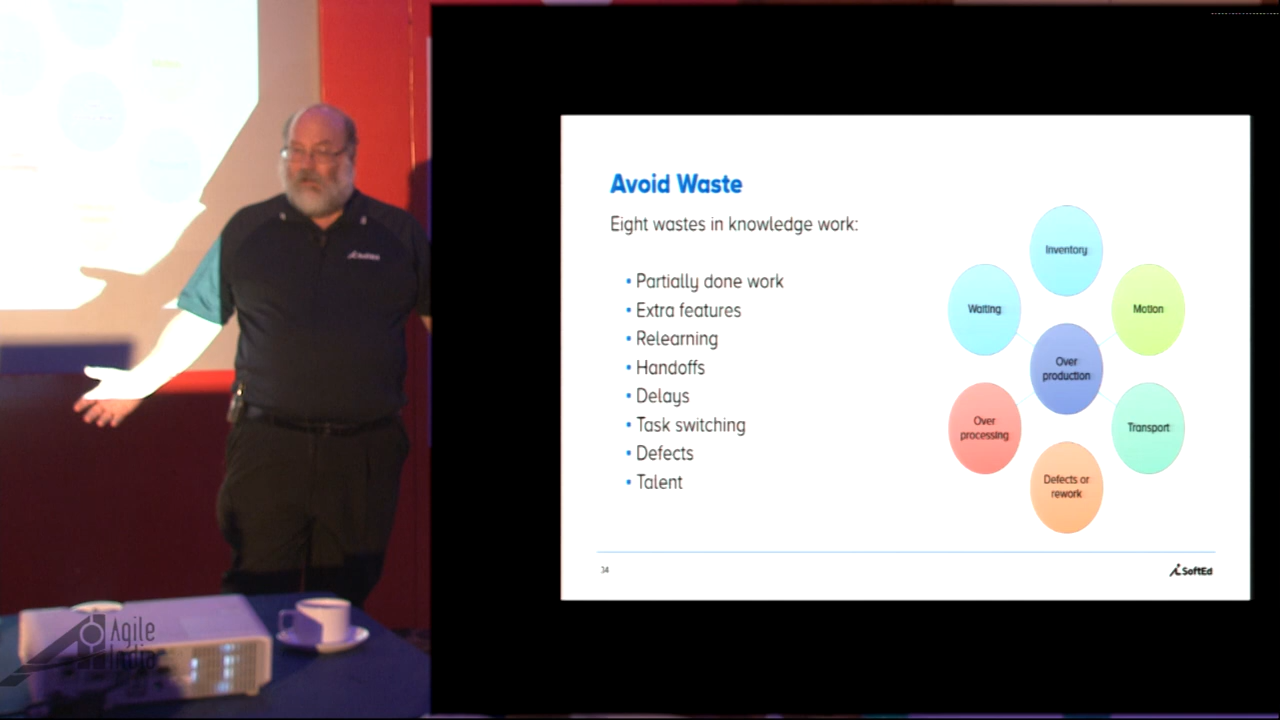 Avoid Waste
Eight wastes in knowledge work:
• Partially done work
• Extra features
• Relearning
• Handoffs
• Delays
• Task switching
• Defects
• Talent
Inventory
Waiting
Motion
Over
production
Over
processing
Transport
Defects or
rework
34
SoftEd
SoftEd
Agile
India